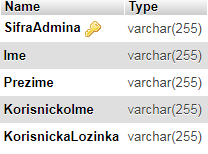 Name Type
SifraAdmina varchar(255)
Ime varchar(255)
Prezime varchar(255)
KorisnickoIme varchar(255)
KorisnickaLozinka varchar(255)